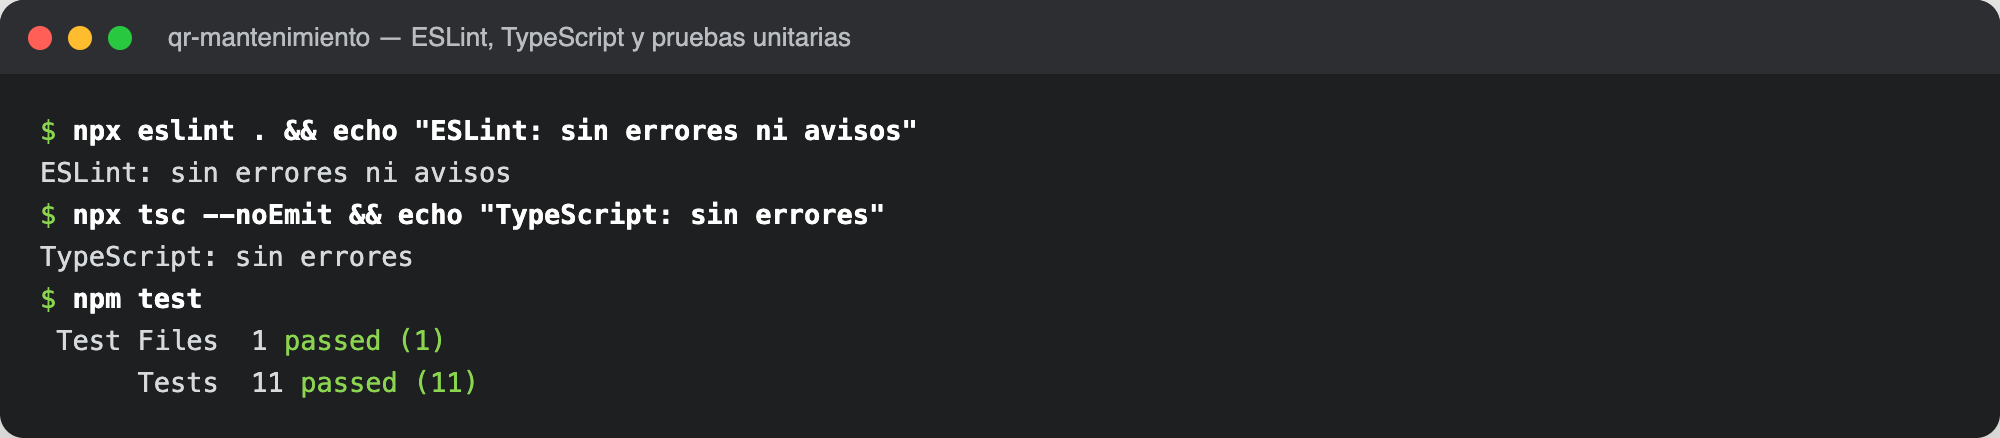 qr-mantenimiento — ESLint, TypeScript y pruebas unitarias
$ npx eslint . && echo "ESLint: sin errores ni avisos"
ESLint: sin errores ni avisos
$ npx tsc --noEmit && echo "TypeScript: sin errores"
TypeScript: sin errores
$ npm test
Test Files  1 passed (1)
Tests  11 passed (11)